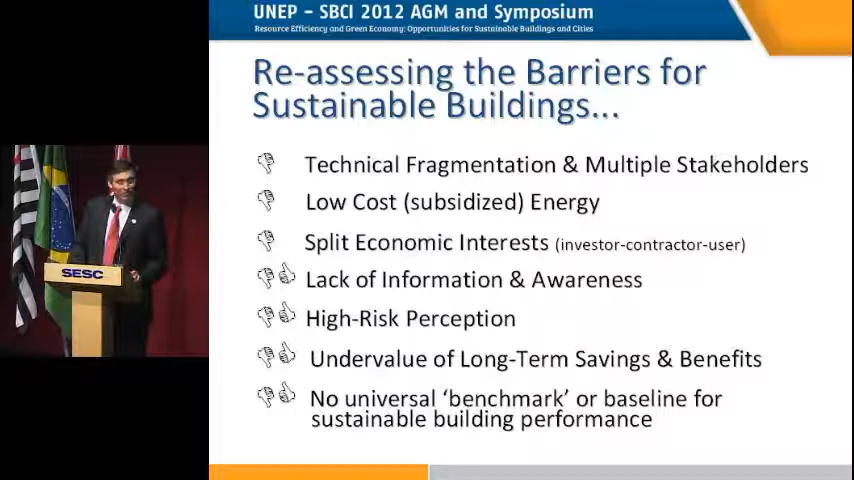 UNEP – SBCI 2012 AGM and Symposium
Resource Efficiency and Green Economy: Opportunities for Sustainable Buildings and Cities
Re-assessing the Barriers for
Sustainable Buildings...
Technical Fragmentation & Multiple Stakeholders
Low Cost (subsidized) Energy
Split Economic Interests (investor-contractor-user)
Lack of Information & Awareness
High-Risk Perception
Undervalue of Long-Term Savings & Benefits
No universal ‘benchmark’ or baseline for
sustainable building performance
SESC